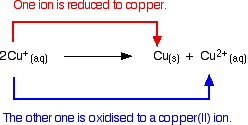 One ion is reduced to copper.
2Cu⁺(aq) → Cu(s) + Cu²⁺(aq)
The other one is oxidised to a copper(II) ion.